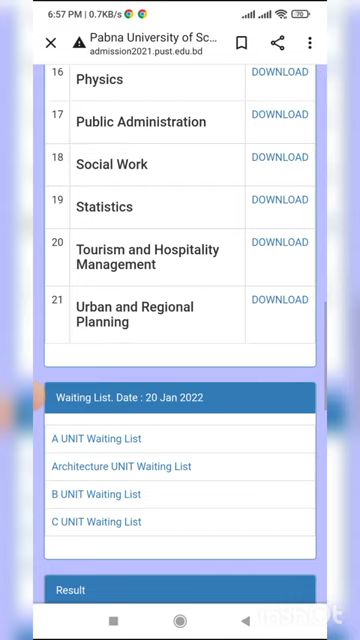 6:57 PM | 0.7KB/s
70
Pabna University of Sc...
admission2021.pust.edu.bd
16 Physics DOWNLOAD
17 Public Administration DOWNLOAD
18 Social Work DOWNLOAD
19 Statistics DOWNLOAD
20 Tourism and Hospitality DOWNLOAD
Management
21 Urban and Regional DOWNLOAD
Planning
Waiting List. Date : 20 Jan 2022
A UNIT Waiting List
Architecture UNIT Waiting List
B UNIT Waiting List
C UNIT Waiting List
Result
InShOt